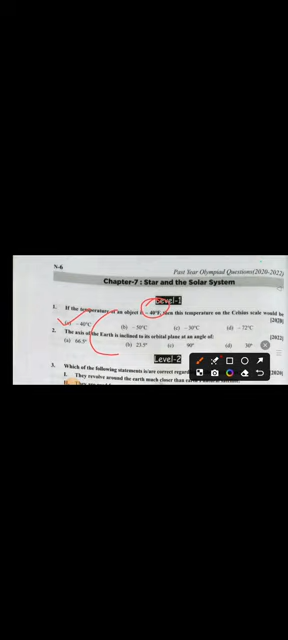 N-6
Past Year Olympiad Questions(2020-2022)
Chapter-7 : Star and the Solar System
Level-1
1. If the temperature of an object is – 40°F, then this temperature on the Celsius scale would be
[2020]
(a) – 40°C (b) – 50°C (c) – 30°C (d) – 72°C
2. The axis of the Earth is inclined to its orbital plane at an angle of: [2022]
(a) 66.5° (b) 23.5° (c) 90° (d) 30°
Level-2
3. Which of the following statements is/are correct regarding
I. They revolve around the earth much closer than